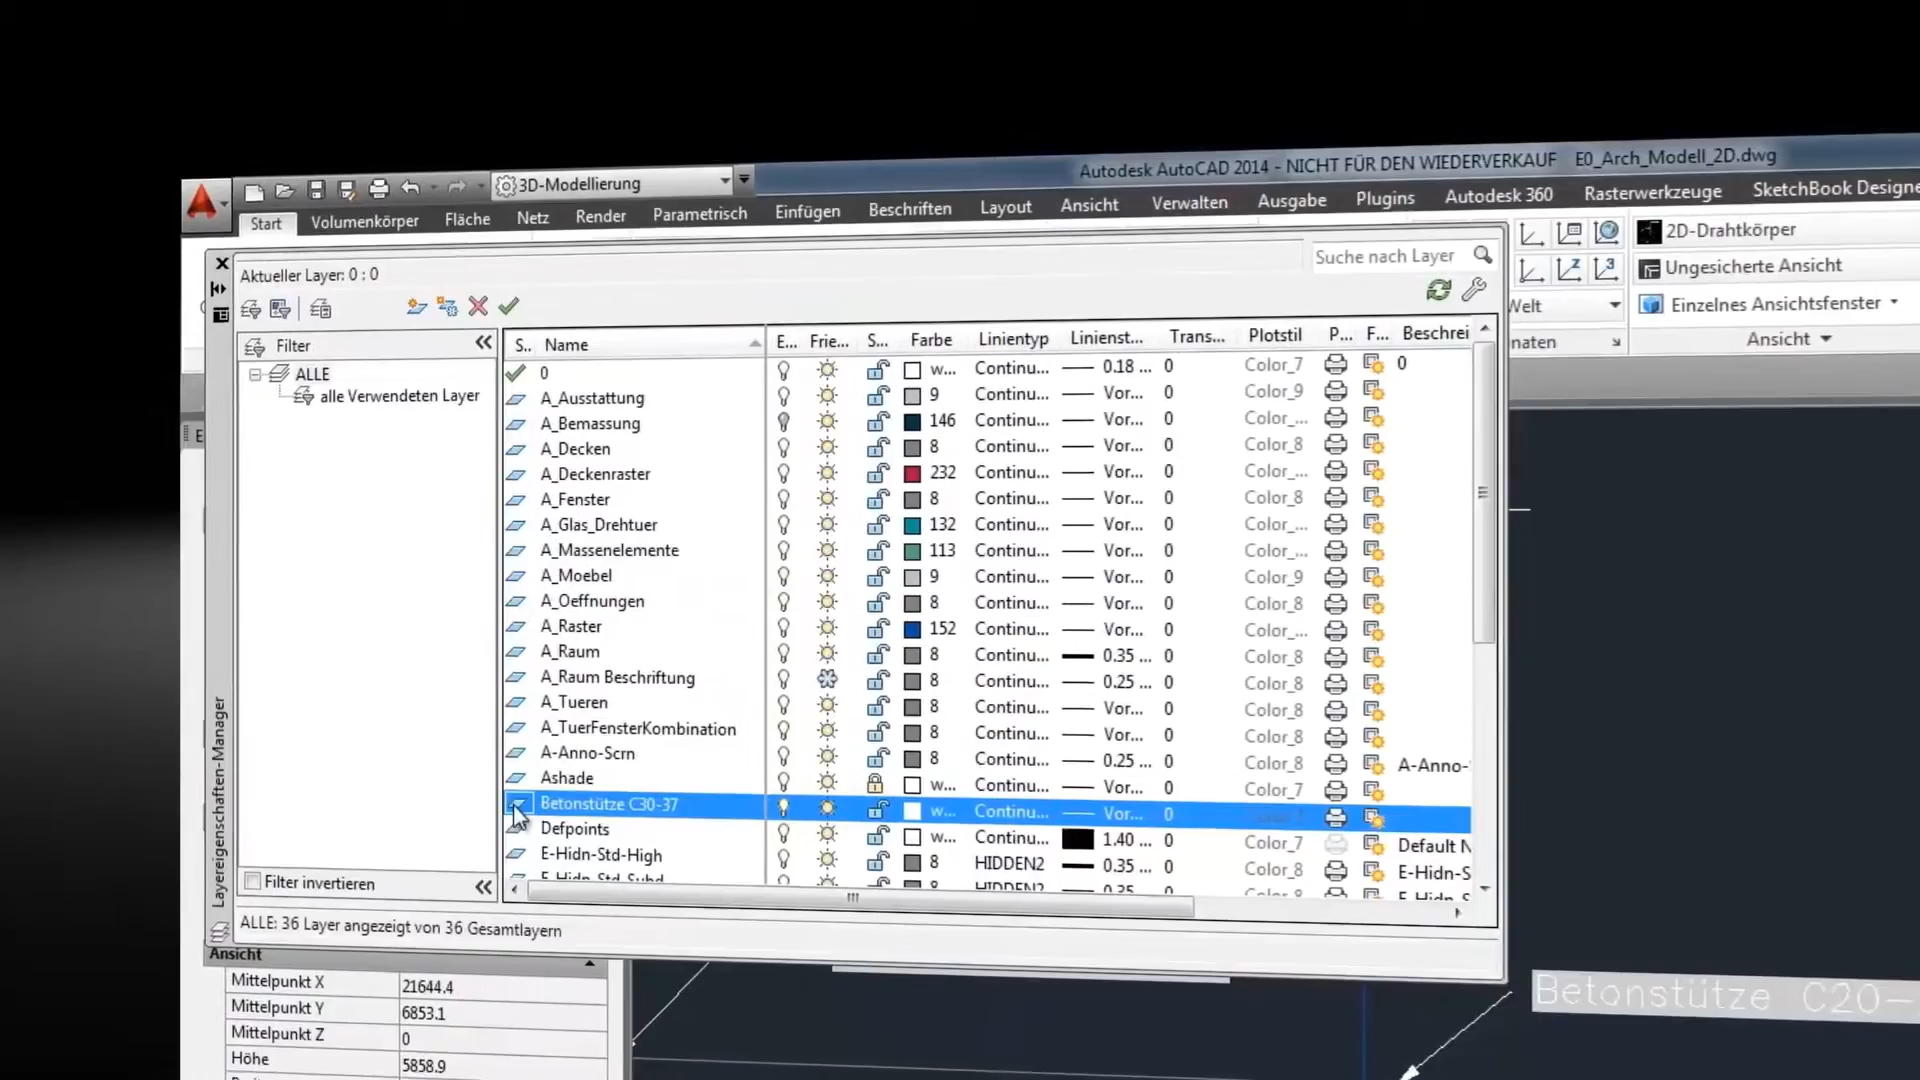 3D-Modellierung
Autodesk AutoCAD 2014 - NICHT FÜR DEN WIEDERVERKAUF E0_Arch_Modell_2D.dwg
Start Volumenkörper Fläche Netz Render Parametrisch Einfügen Beschriften Layout Ansicht Verwalten Ausgabe Plugins Autodesk 360 Rasterwerkzeuge SketchBook Designe
2D-Drahtkörper
Ungesicherte Ansicht
Einzelnes Ansichtsfenster
Ansicht
Aktueller Layer: 0 : 0
Suche nach Layer
Filter
ALLE
alle Verwendeten Layer
S.. Name E... Frie... S... Farbe Linientyp Linienst... Trans... Plotstil P... F... Beschrei
0 w... Continu... 0.18 ... 0 Color_7 0
A_Ausstattung 9 Continu... Vor... 0 Color_9
A_Bemassung 146 Continu... Vor... 0 Color_...
A_Decken 8 Continu... Vor... 0 Color_8
A_Deckenraster 232 Continu... Vor... 0 Color_...
A_Fenster 8 Continu... Vor... 0 Color_8
A_Glas_Drehtuer 132 Continu... Vor... 0 Color_...
A_Massenelemente 113 Continu... Vor... 0 Color_...
A_Moebel 9 Continu... Vor... 0 Color_9
A_Oeffnungen 8 Continu... Vor... 0 Color_8
A_Raster 152 Continu... Vor... 0 Color_...
A_Raum 8 Continu... 0.35 ... 0 Color_8
A_Raum Beschriftung 8 Continu... 0.25 ... 0 Color_8
A_Tueren 8 Continu... Vor... 0 Color_8
A_TuerFensterKombination 8 Continu... Vor... 0 Color_8
A-Anno-Scrn 8 Continu... 0.25 ... 0 Color_8 A-Anno-
Ashade w... Continu... Vor... 0 Color_7
Betonstütze C30-37 w... Continu... Vor... 0
Defpoints w... Continu... 1.40 ... 0 Color_7 Default N
E-Hidn-Std-High 8 HIDDEN2 0.35 ... 0 Color_8 E-Hidn-S
Filter invertieren
ALLE: 36 Layer angezeigt von 36 Gesamtlayern
Layereigenschaften-Manager
Ansicht
Mittelpunkt X 21644.4
Mittelpunkt Y 6853.1
Mittelpunkt Z 0
Höhe 5858.9
Betonstütze C20-